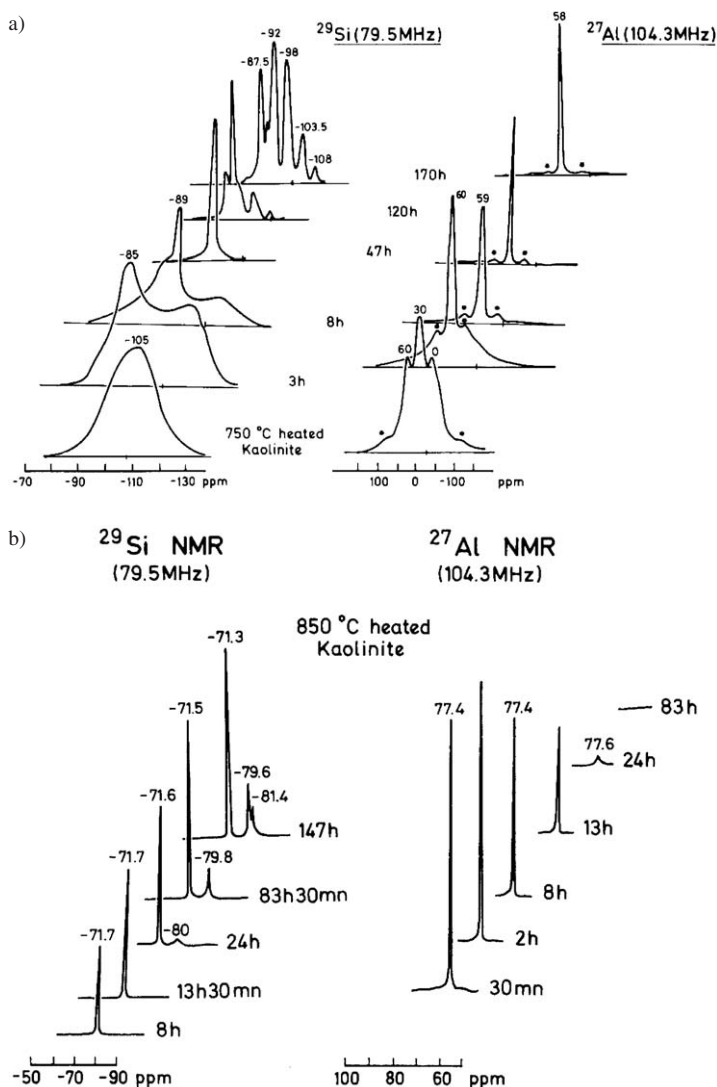 a)
²⁹Si (79.5MHz)
²⁷Al (104.3MHz)
-92
-87.5
-98
-103.5
-108
58
170h
-89
60
120h
59
47h
-85
8h
30
-105
60
0
3h
750 °C heated
Kaolinite
-70 -90 -110 -130 ppm
100 0 -100 ppm
b)
²⁹Si NMR
(79.5MHz)
²⁷Al NMR
(104.3MHz)
850 °C heated
Kaolinite
-71.3
-79.6
-81.4
147h
-71.5
-79.8
83h30mn
-71.6
-80
24h
-71.7
13h30mn
-71.7
8h
77.4
77.4
83h
77.6
24h
13h
8h
2h
30mn
-50 -70 -90 ppm
100 80 60 ppm